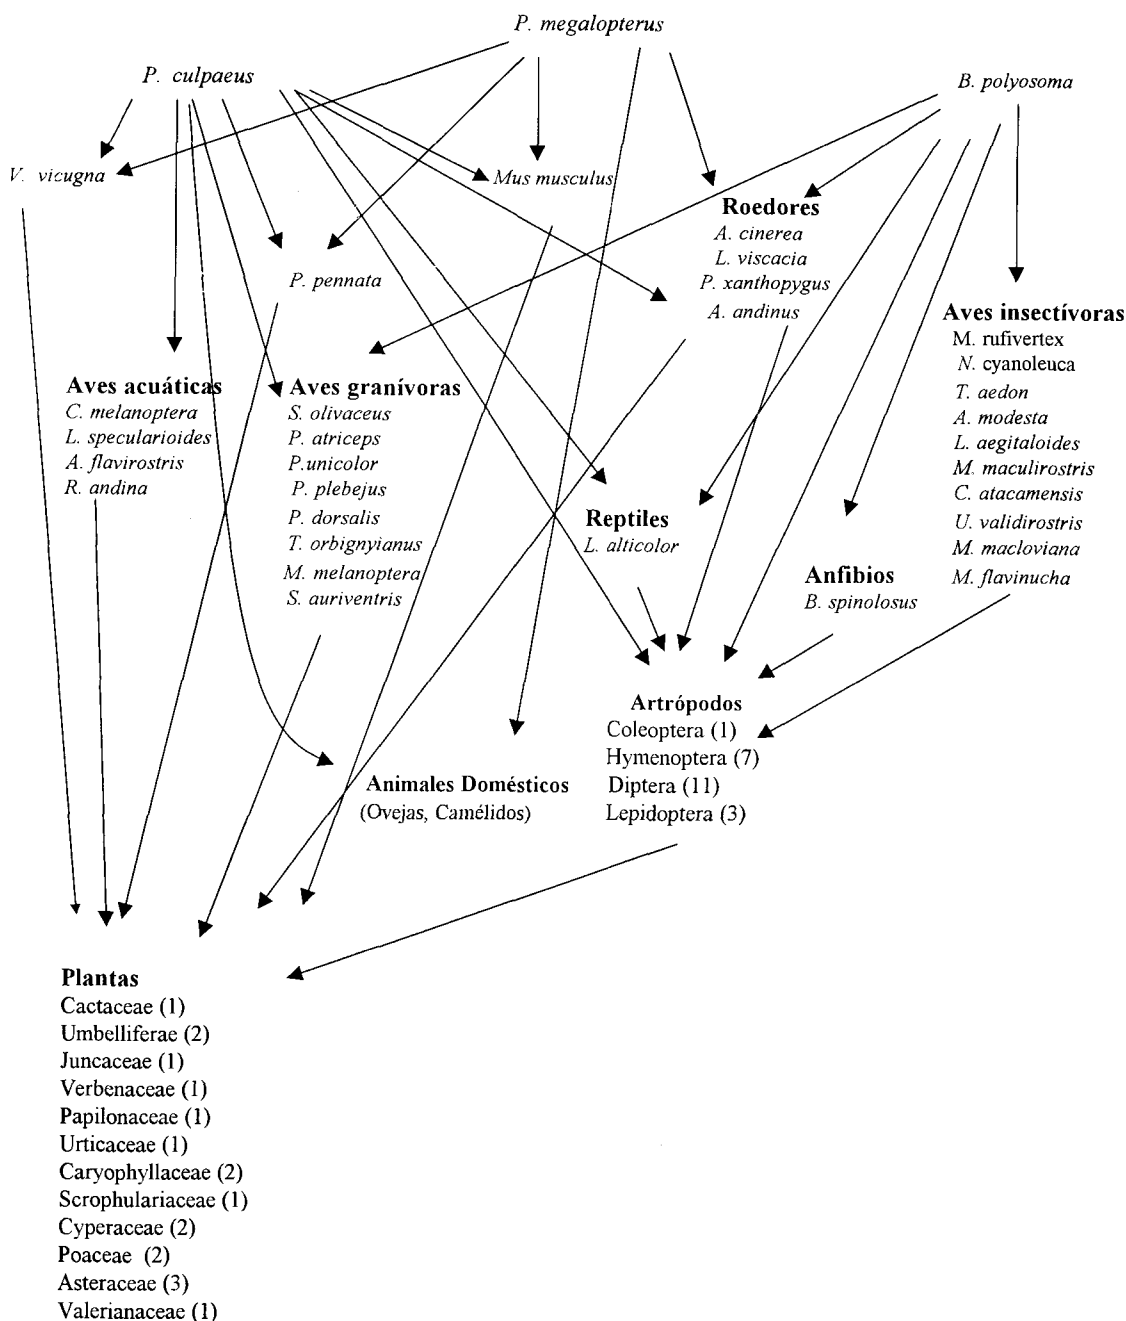 P. megalopterus
P. culpaeus
B. polyosoma
V. vicugna
Mus musculus
Roedores
A. cinerea
L. viscacia
P. xanthopygus
A. andinus
P. pennata
Aves acuáticas
C. melanoptera
L. specularioides
A. flavirostris
R. andina
Aves granívoras
S. olivaceus
P. atriceps
P.unicolor
P. plebejus
P. dorsalis
T. orbignyianus
M. melanoptera
S. auriventris
Aves insectívoras
M. rufivertex
N. cyanoleuca
T. aedon
A. modesta
L. aegitaloides
M. maculirostris
C. atacamensis
U. validirostris
M. macloviana
M. flavinucha
Reptiles
L. alticolor
Anfibios
B. spinolosus
Artrópodos
Coleoptera (1)
Hymenoptera (7)
Diptera (11)
Lepidoptera (3)
Animales Domésticos
(Ovejas, Camélidos)
Plantas
Cactaceae (1)
Umbelliferae (2)
Juncaceae (1)
Verbenaceae (1)
Papilonaceae (1)
Urticaceae (1)
Caryophyllaceae (2)
Scrophulariaceae (1)
Cyperaceae (2)
Poaceae (2)
Asteraceae (3)
Valerianaceae (1)